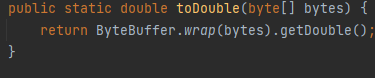 public static double toDouble(byte[] bytes) {
    return ByteBuffer.wrap(bytes).getDouble();
}